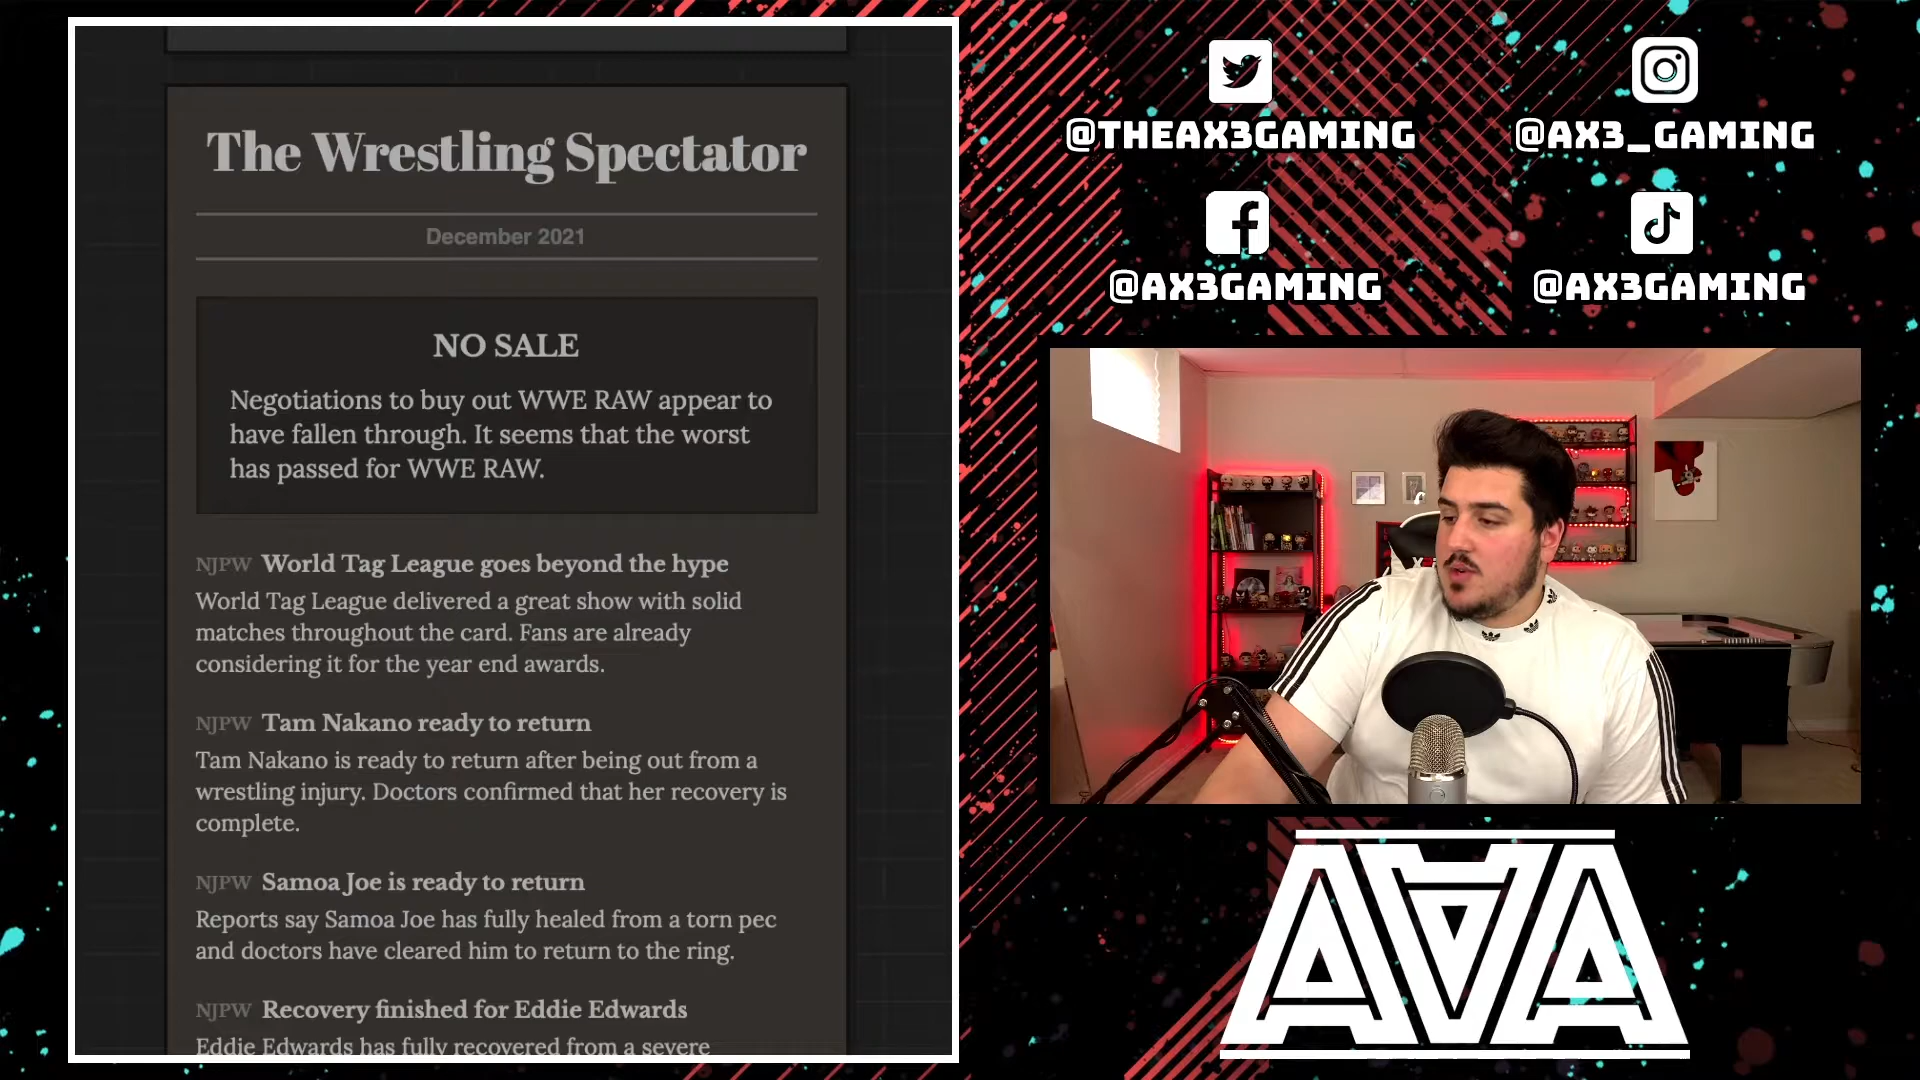 The Wrestling Spectator
December 2021
NO SALE
Negotiations to buy out WWE RAW appear to
have fallen through. It seems that the worst
has passed for WWE RAW.
NJPW World Tag League goes beyond the hype
World Tag League delivered a great show with solid
matches throughout the card. Fans are already
considering it for the year end awards.
NJPW Tam Nakano ready to return
Tam Nakano is ready to return after being out from a
wrestling injury. Doctors confirmed that her recovery is
complete.
NJPW Samoa Joe is ready to return
Reports say Samoa Joe has fully healed from a torn pec
and doctors have cleared him to return to the ring.
NJPW Recovery finished for Eddie Edwards
Eddie Edwards has fully recovered from a severe
@THEAX3GAMING
@AX3_GAMING
@AX3GAMING
@AX3GAMING